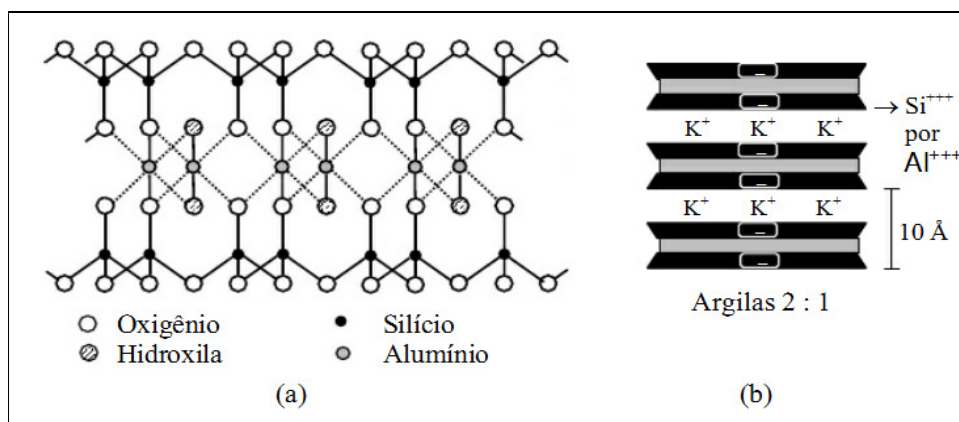 Si+++
por
Al+++
K+ K+ K+
K+ K+ K+
10 Å
Argilas 2 : 1
Oxigênio
Silício
Hidroxila
Alumínio
(a)
(b)